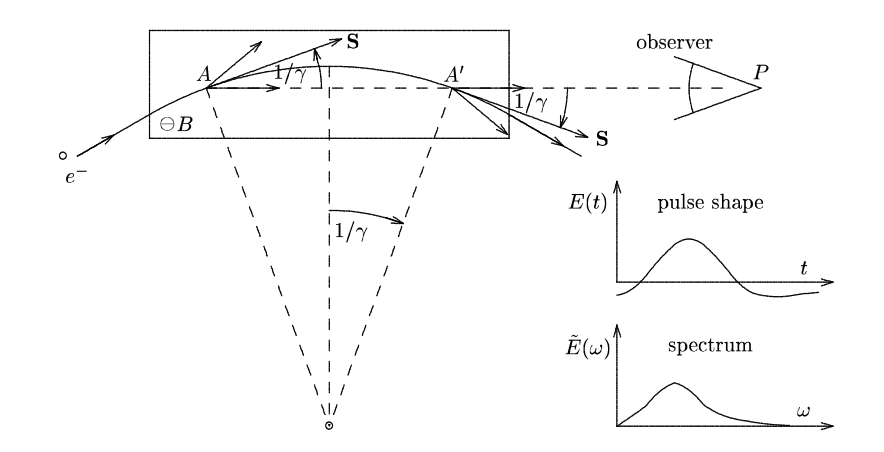 observer
S
A
1/γ
A′
P
1/γ
⊖B
S
e⁻
1/γ
E(t)
pulse shape
t
Ẽ(ω)
spectrum
ω